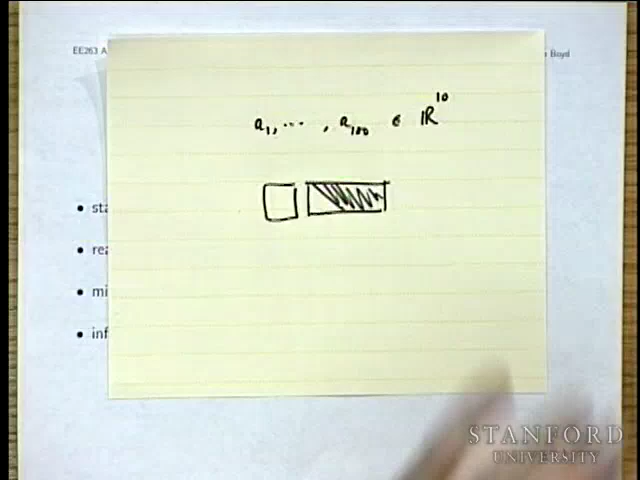 EE263 A
Boyd
a₁, ⋯ , a₁₀₀ ∈ ℝ¹⁰
• sta
• rea
• mi
• inf
STANFORD
UNIVERSITY